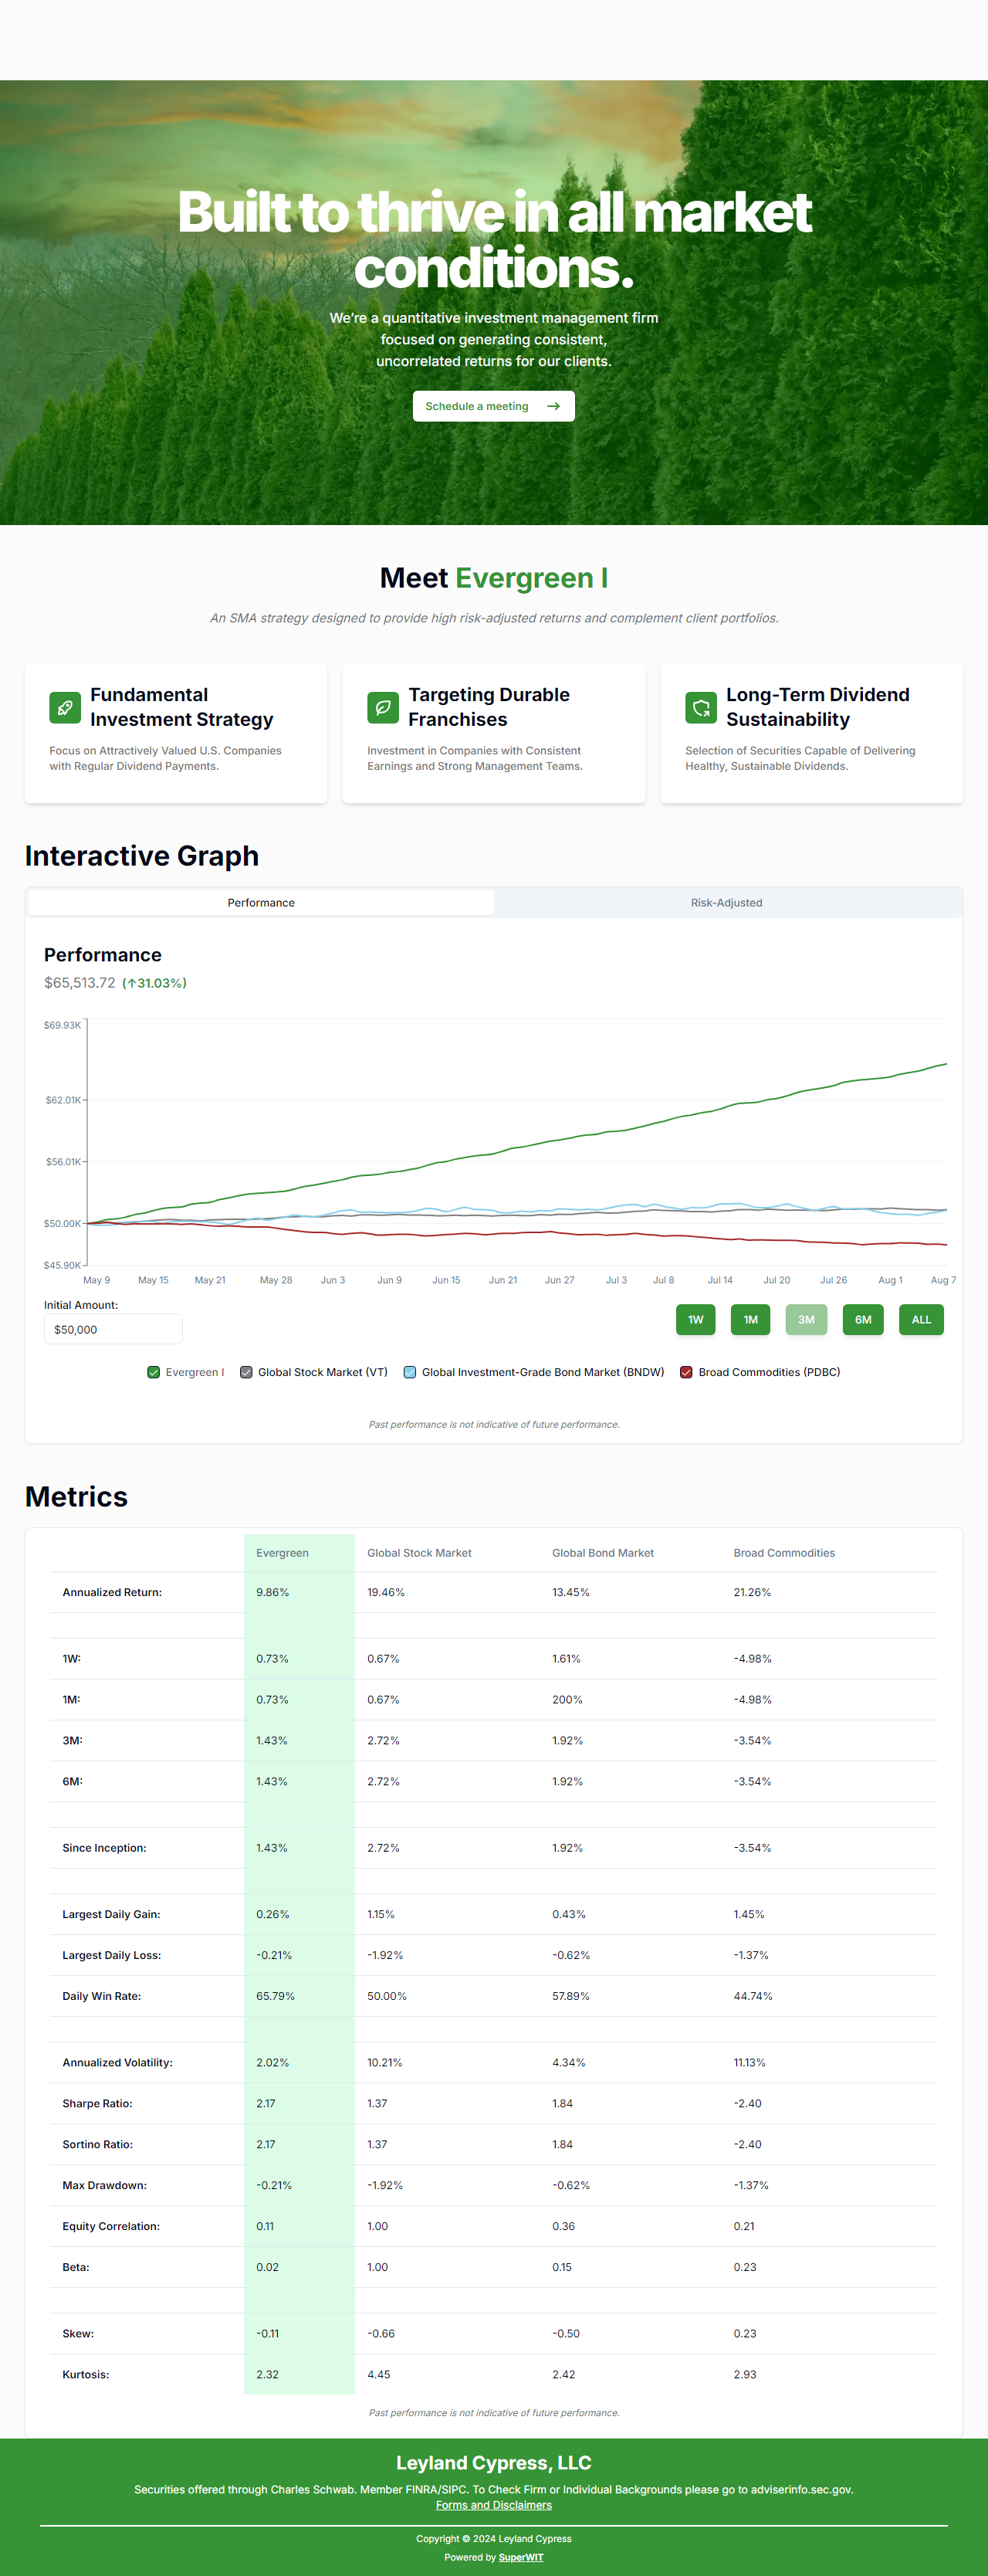 Built to thrive in all market
conditions.
We're a quantitative investment management firm
focused on generating consistent,
uncorrelated returns for our clients.
Schedule a meeting
Meet Evergreen I
An SMA strategy designed to provide high risk-adjusted returns and complement client portfolios.
Fundamental
Investment Strategy
Focus on Attractively Valued U.S. Companies
with Regular Dividend Payments.
Targeting Durable
Franchises
Investment in Companies with Consistent
Earnings and Strong Management Teams.
Long-Term Dividend
Sustainability
Selection of Securities Capable of Delivering
Healthy, Sustainable Dividends.
Interactive Graph
Performance Risk-Adjusted
Performance
$65,513.72 (↑31.03%)
$69.93K
$62.01K
$56.01K
$50.00K
$45.90K
May 9 May 15 May 21 May 28 Jun 3 Jun 9 Jun 15 Jun 21 Jun 27 Jul 3 Jul 8 Jul 14 Jul 20 Jul 26 Aug 1 Aug 7
Initial Amount:
$50,000
1W 1M 3M 6M ALL
Evergreen I Global Stock Market (VT) Global Investment-Grade Bond Market (BNDW) Broad Commodities (PDBC)
Past performance is not indicative of future performance.
Metrics
Evergreen Global Stock Market Global Bond Market Broad Commodities
Annualized Return: 9.86% 19.46% 13.45% 21.26%
1W: 0.73% 0.67% 1.61% -4.98%
1M: 0.73% 0.67% 200% -4.98%
3M: 1.43% 2.72% 1.92% -3.54%
6M: 1.43% 2.72% 1.92% -3.54%
Since Inception: 1.43% 2.72% 1.92% -3.54%
Largest Daily Gain: 0.26% 1.15% 0.43% 1.45%
Largest Daily Loss: -0.21% -1.92% -0.62% -1.37%
Daily Win Rate: 65.79% 50.00% 57.89% 44.74%
Annualized Volatility: 2.02% 10.21% 4.34% 11.13%
Sharpe Ratio: 2.17 1.37 1.84 -2.40
Sortino Ratio: 2.17 1.37 1.84 -2.40
Max Drawdown: -0.21% -1.92% -0.62% -1.37%
Equity Correlation: 0.11 1.00 0.36 0.21
Beta: 0.02 1.00 0.15 0.23
Skew: -0.11 -0.66 -0.50 0.23
Kurtosis: 2.32 4.45 2.42 2.93
Past performance is not indicative of future performance.
Leyland Cypress, LLC
Securities offered through Charles Schwab. Member FINRA/SIPC. To Check Firm or Individual Backgrounds please go to adviserinfo.sec.gov.
Forms and Disclaimers
Copyright © 2024 Leyland Cypress
Powered by SuperWIT